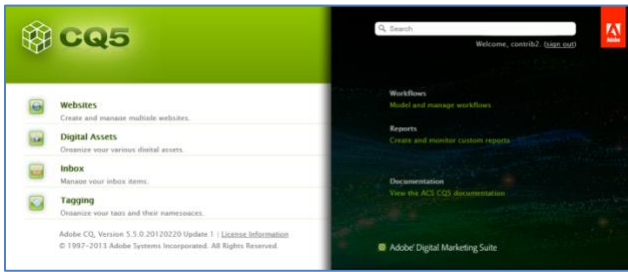 CQ5
Websites
Create and manage multiple websites.
Digital Assets
Organize your various digital assets.
Inbox
Manage your inbox items.
Tagging
Organize your tags and their namespaces.
Adobe CQ, Version 5.5.0.20120220 Update 1 | License Information
© 1997-2013 Adobe Systems Incorporated. All Rights Reserved.
Search
Welcome, contrib2. (sign out)
Adobe
Workflows
Model and manage workflows
Reports
Create and monitor custom reports
Documentation
View the ACS CQ5 documentation
Adobe® Digital Marketing Suite